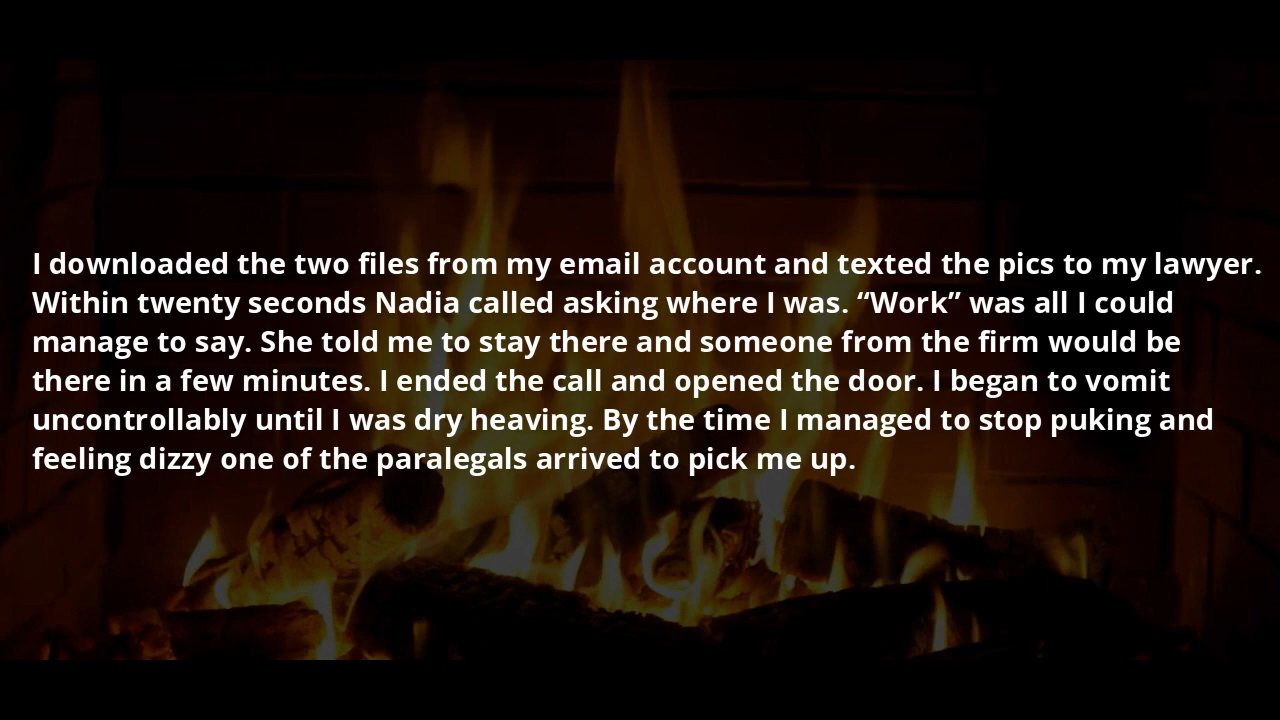 I downloaded the two files from my email account and texted the pics to my lawyer.
Within twenty seconds Nadia called asking where I was. “Work” was all I could
manage to say. She told me to stay there and someone from the firm would be
there in a few minutes. I ended the call and opened the door. I began to vomit
uncontrollably until I was dry heaving. By the time I managed to stop puking and
feeling dizzy one of the paralegals arrived to pick me up.